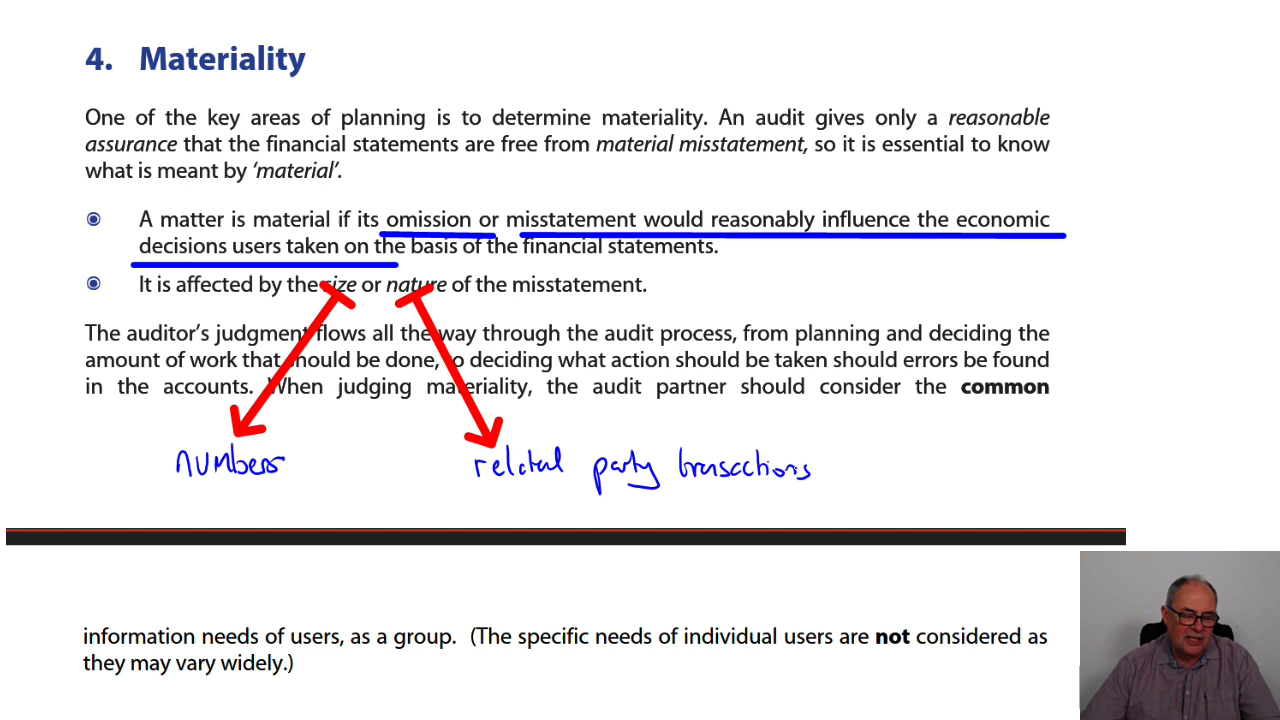 4. Materiality
One of the key areas of planning is to determine materiality. An audit gives only a reasonable
assurance that the financial statements are free from material misstatement, so it is essential to know
what is meant by ‘material’.
A matter is material if its omission or misstatement would reasonably influence the economic
decisions users taken on the basis of the financial statements.
It is affected by the size or nature of the misstatement.
The auditor’s judgment flows all the way through the audit process, from planning and deciding the
amount of work that should be done, to deciding what action should be taken should errors be found
in the accounts. When judging materiality, the audit partner should consider the common
numbers
related party transactions
information needs of users, as a group. (The specific needs of individual users are not considered as
they may vary widely.)